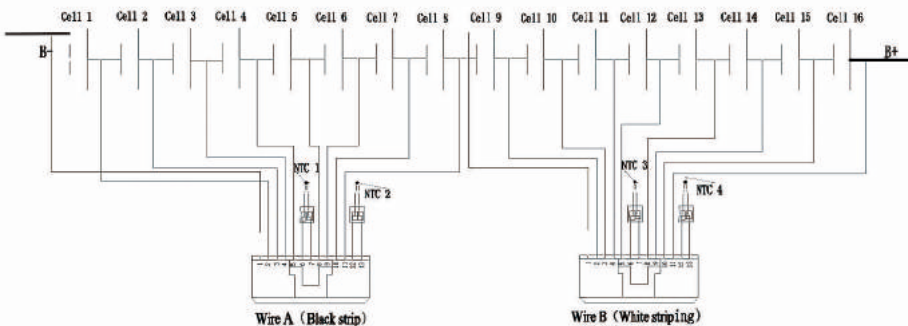 Cell 1 Cell 2 Cell 3 Cell 4 Cell 5 Cell 6 Cell 7 Cell 8 Cell 9 Cell 10 Cell 11 Cell 12 Cell 13 Cell 14 Cell 15 Cell 16
B- B+
NTC 1 NTC 3
NTC 2 NTC 4
Wire A (Black strip) Wire B (White striping)